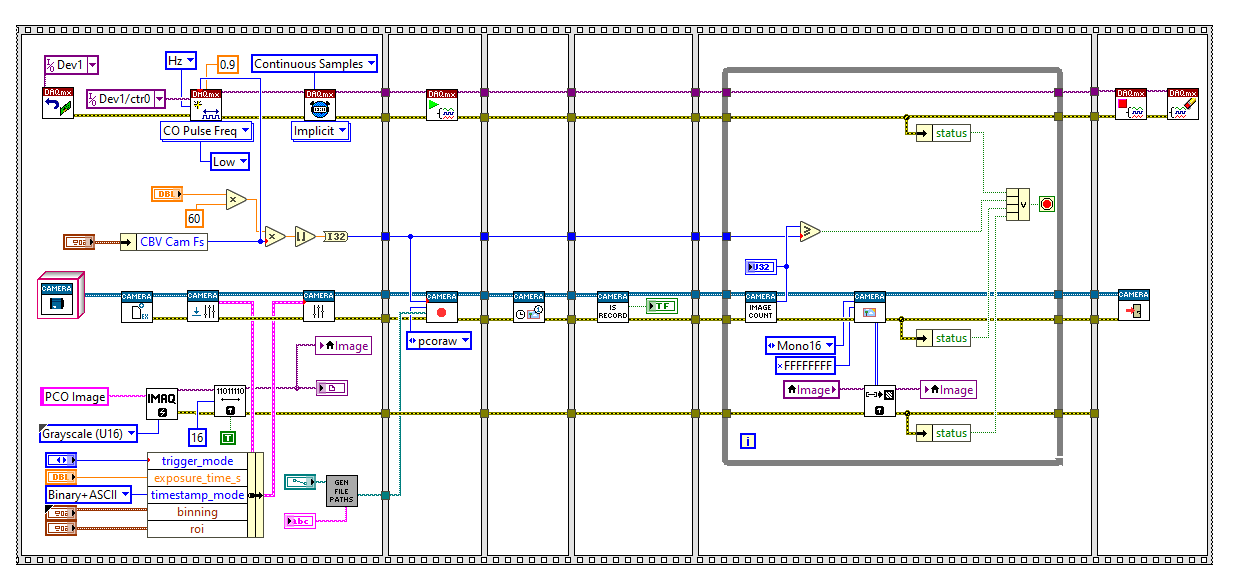 Dev1
Hz
0.9
Continuous Samples
DAQmx
Dev1/ctr0
DAQmx
DAQmx
DAQmx
DAQmx
DAQmx
CO Pulse Freq
Implicit
Low
status
DBL
60
CBV Cam Fs
I32
U32
CAMERA
CAMERA
CAMERA
CAMERA
CAMERA
CAMERA
CAMERA
IS
RECORD
TF
CAMERA
IMAGE
COUNT
CAMERA
CAMERA
pcoraw
Mono16
xFFFFFFFF
status
Image
PCO Image
IMAQ
11011110
Image
Image
Grayscale (U16)
16
T
status
i
trigger_mode
DBL
exposure_time_s
Binary+ASCII
timestamp_mode
binning
roi
GEN
FILE
PATHS
abc